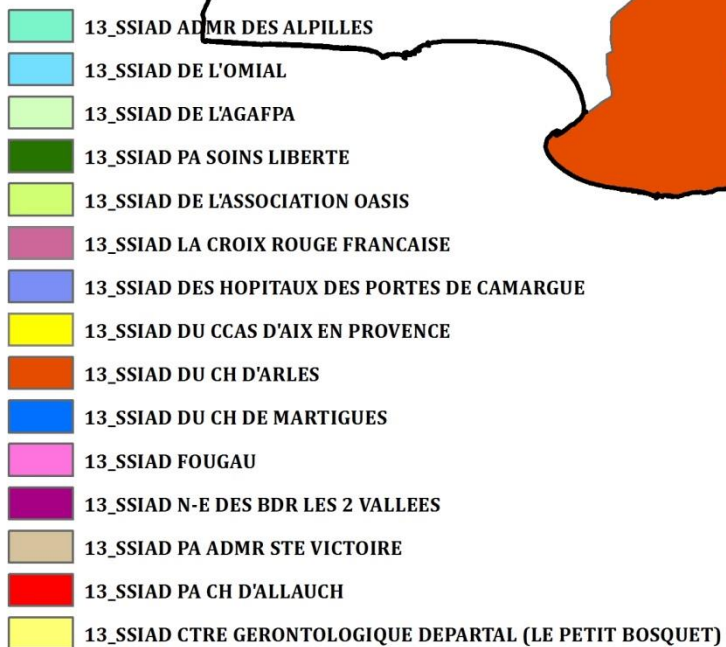 13_SSIAD ADMR DES ALPILLES
13_SSIAD DE L'OMIAL
13_SSIAD DE L'AGAFPA
13_SSIAD PA SOINS LIBERTE
13_SSIAD DE L'ASSOCIATION OASIS
13_SSIAD LA CROIX ROUGE FRANCAISE
13_SSIAD DES HOPITAUX DES PORTES DE CAMARGUE
13_SSIAD DU CCAS D'AIX EN PROVENCE
13_SSIAD DU CH D'ARLES
13_SSIAD DU CH DE MARTIGUES
13_SSIAD FOUGAU
13_SSIAD N-E DES BDR LES 2 VALLEES
13_SSIAD PA ADMR STE VICTOIRE
13_SSIAD PA CH D'ALLAUCH
13_SSIAD CTRE GERONTOLOGIQUE DEPARTAL (LE PETIT BOSQUET)